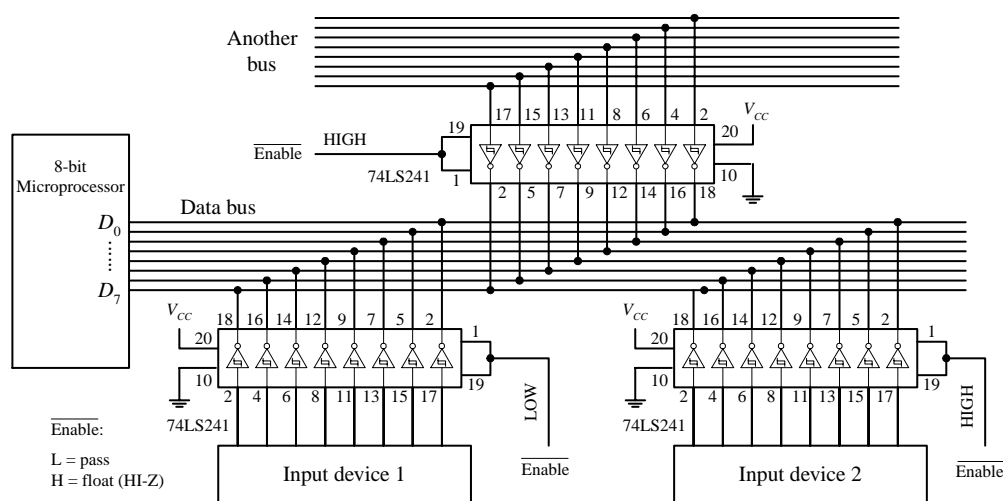 Another
bus
17 15 13 11 8 6 4 2
V_CC
20
19
HIGH
Enable
1
10
74LS241
2 5 7 9 12 14 16 18
8-bit
Microprocessor
Data bus
D_0
D_7
V_CC
20
18 16 14 12 9 7 5 2
1
10
19
2 4 6 8 11 13 15 17
74LS241
LOW
Enable
Input device 1
V_CC
20
18 16 14 12 9 7 5 2
1
10
19
2 4 6 8 11 13 15 17
74LS241
HIGH
Enable
Input device 2
Enable:
L = pass
H = float (HI-Z)